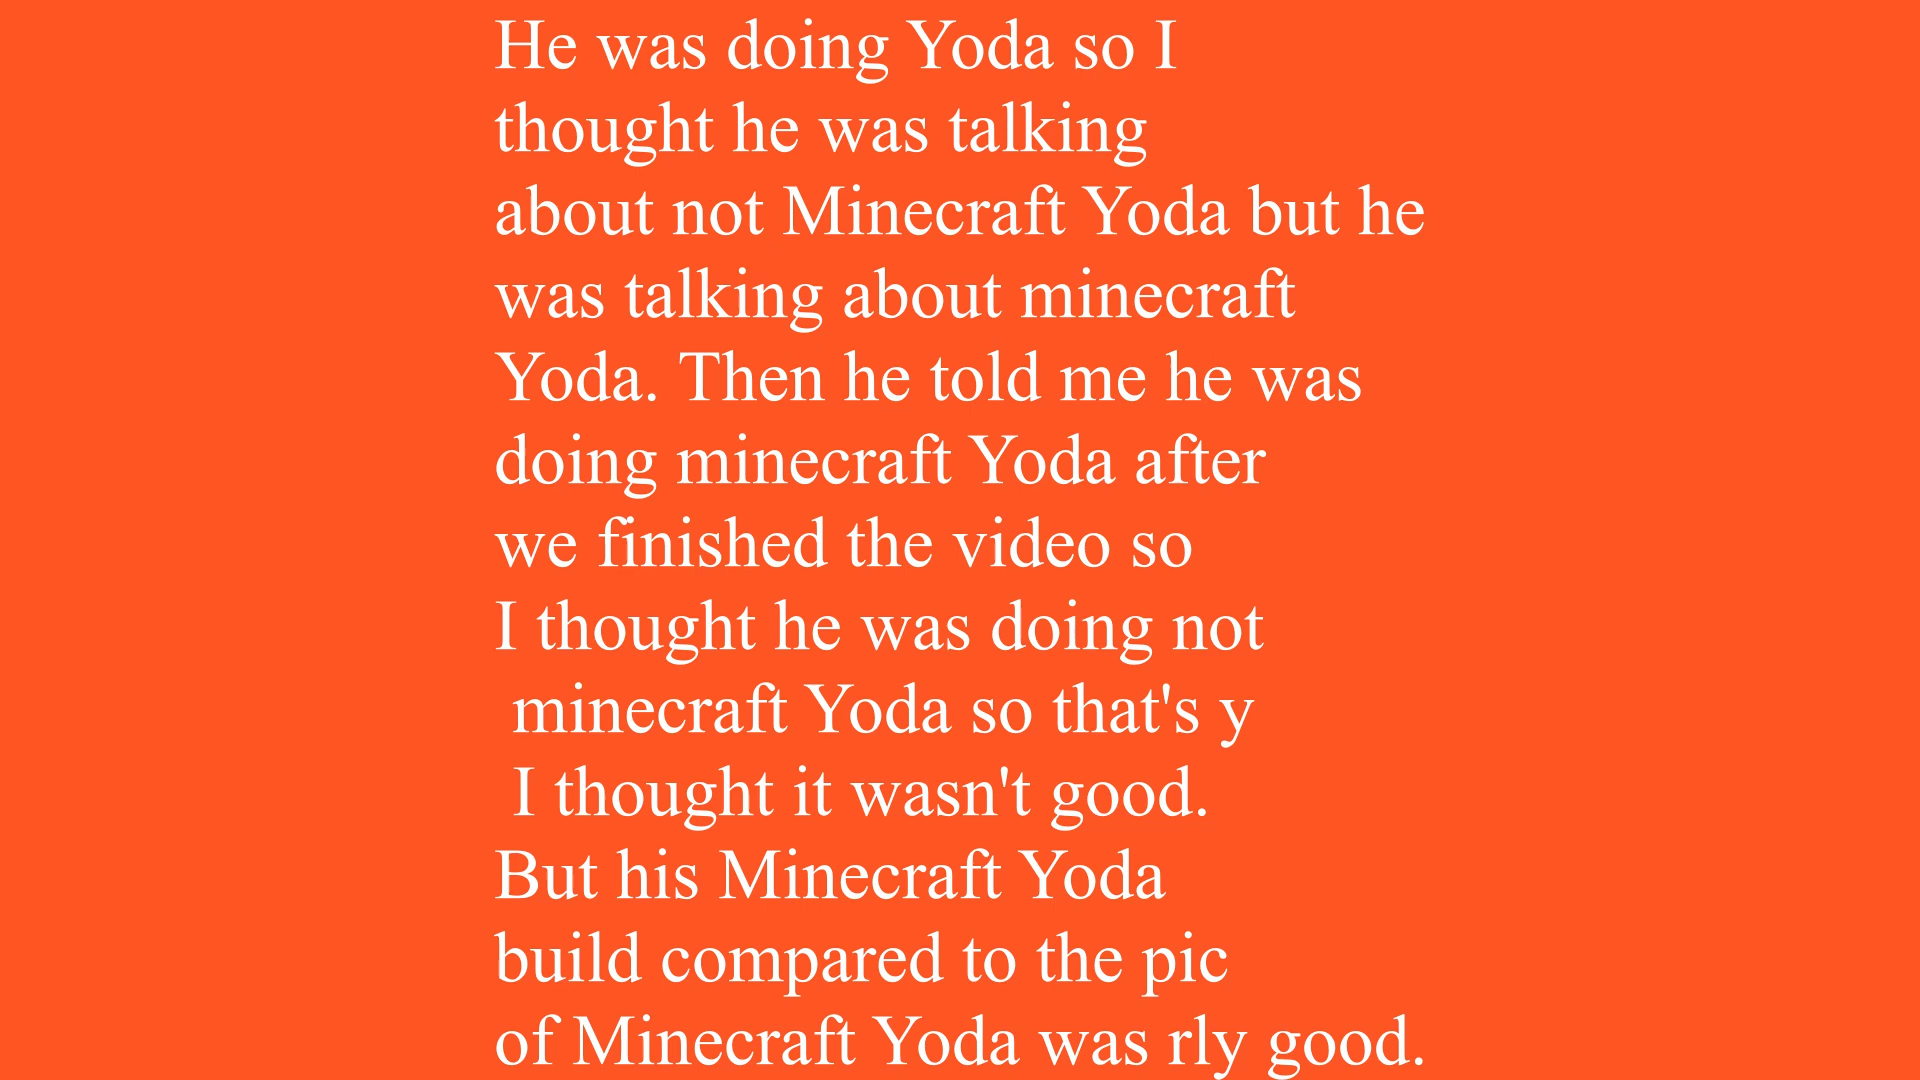 He was doing Yoda so I
thought he was talking
about not Minecraft Yoda but he
was talking about minecraft
Yoda. Then he told me he was
doing minecraft Yoda after
we finished the video so
I thought he was doing not
minecraft Yoda so that's y
I thought it wasn't good.
But his Minecraft Yoda
build compared to the pic
of Minecraft Yoda was rly good.